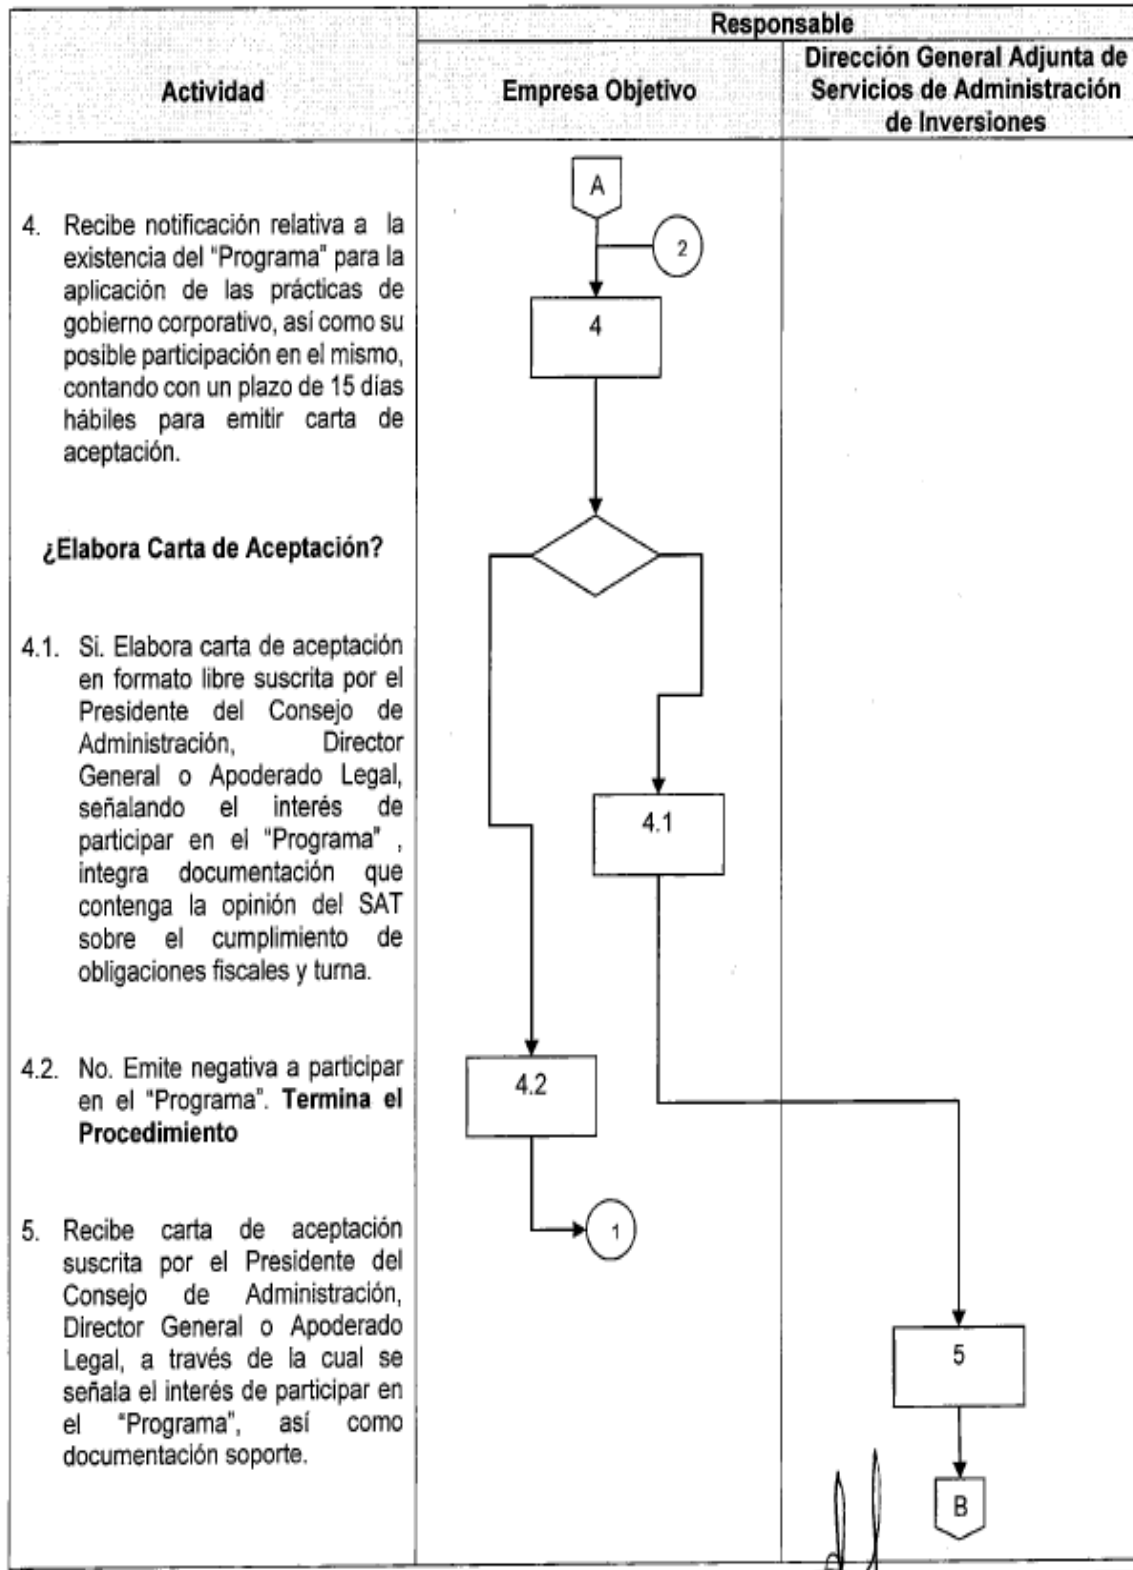 Responsable
Actividad
Empresa Objetivo
Dirección General Adjunta de
Servicios de Administración
de Inversiones
4. Recibe notificación relativa a la
existencia del "Programa" para la
aplicación de las prácticas de
gobierno corporativo, así como su
posible participación en el mismo,
contando con un plazo de 15 días
hábiles para emitir carta de
aceptación.
¿Elabora Carta de Aceptación?
4.1. Si. Elabora carta de aceptación
en formato libre suscrita por el
Presidente del Consejo de
Administración, Director
General o Apoderado Legal,
señalando el interés de
participar en el "Programa" ,
integra documentación que
contenga la opinión del SAT
sobre el cumplimiento de
obligaciones fiscales y turna.
4.2. No. Emite negativa a participar
en el "Programa". Termina el
Procedimiento
5. Recibe carta de aceptación
suscrita por el Presidente del
Consejo de Administración,
Director General o Apoderado
Legal, a través de la cual se
señala el interés de participar en
el "Programa", así como
documentación soporte.
A
2
4
4.1
4.2
1
5
B